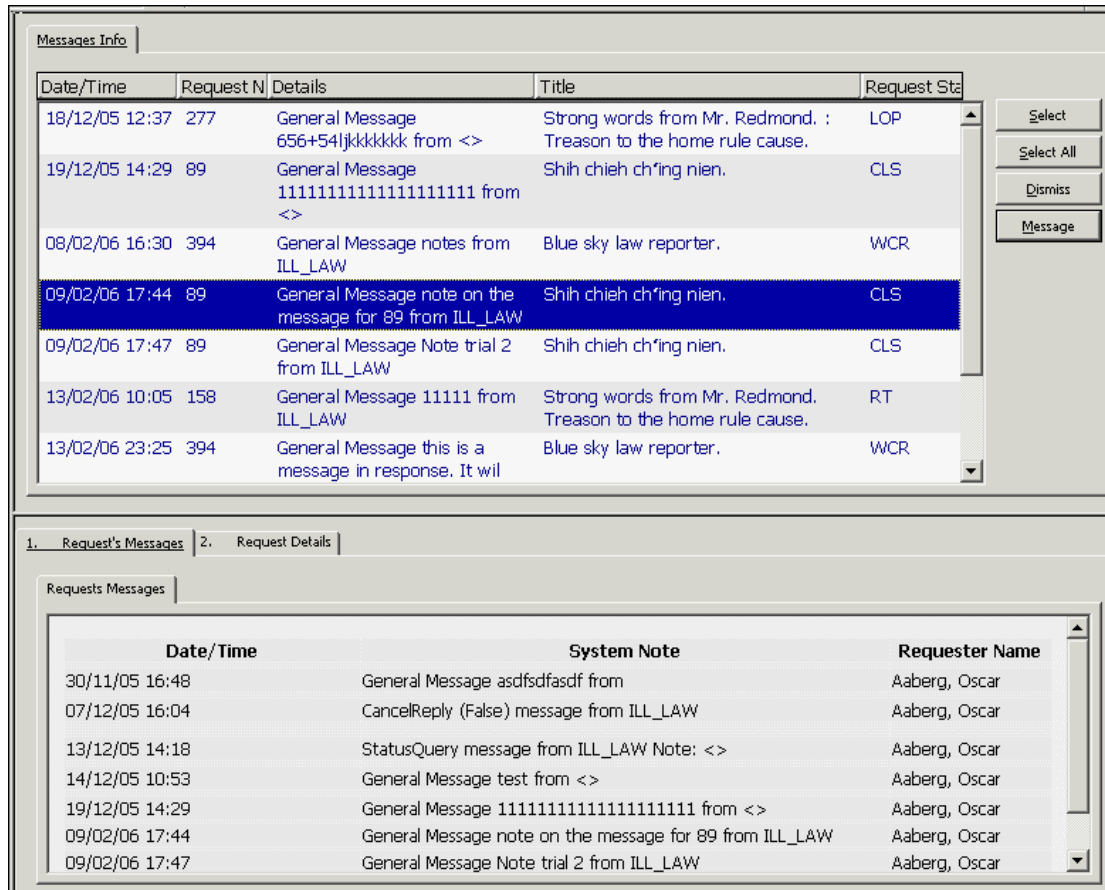 Messages Info
Date/Time Request N Details Title Request Sta
18/12/05 12:37 277 General Message Strong words from Mr. Redmond. : LOP
656+54ljkkkkkkk from <> Treason to the home rule cause.
19/12/05 14:29 89 General Message Shih chieh chʻing nien. CLS
11111111111111111111 from
<>
08/02/06 16:30 394 General Message notes from Blue sky law reporter. WCR
ILL_LAW
09/02/06 17:44 89 General Message note on the Shih chieh chʻing nien. CLS
message for 89 from ILL_LAW
09/02/06 17:47 89 General Message Note trial 2 Shih chieh chʻing nien. CLS
from ILL_LAW
13/02/06 10:05 158 General Message 11111 from Strong words from Mr. Redmond. RT
ILL_LAW Treason to the home rule cause.
13/02/06 23:25 394 General Message this is a Blue sky law reporter. WCR
message in response. It wil
Select
Select All
Dismiss
Message
1. Request's Messages 2. Request Details
Requests Messages
Date/Time System Note Requester Name
30/11/05 16:48 General Message asdfsdfasdf from Aaberg, Oscar
07/12/05 16:04 CancelReply (False) message from ILL_LAW Aaberg, Oscar
13/12/05 14:18 StatusQuery message from ILL_LAW Note: <> Aaberg, Oscar
14/12/05 10:53 General Message test from <> Aaberg, Oscar
19/12/05 14:29 General Message 11111111111111111111 from <> Aaberg, Oscar
09/02/06 17:44 General Message note on the message for 89 from ILL_LAW Aaberg, Oscar
09/02/06 17:47 General Message Note trial 2 from ILL_LAW Aaberg, Oscar